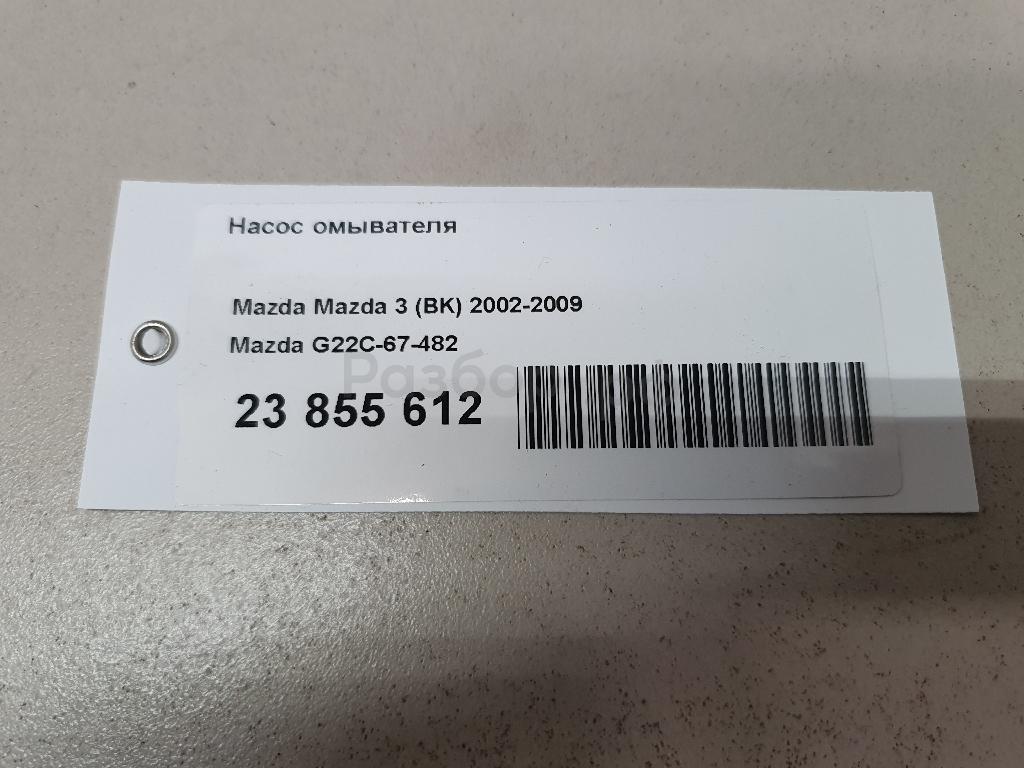 Насос омывателя
Mazda Mazda 3 (BK) 2002-2009
Mazda G22C-67-482
23 855 612